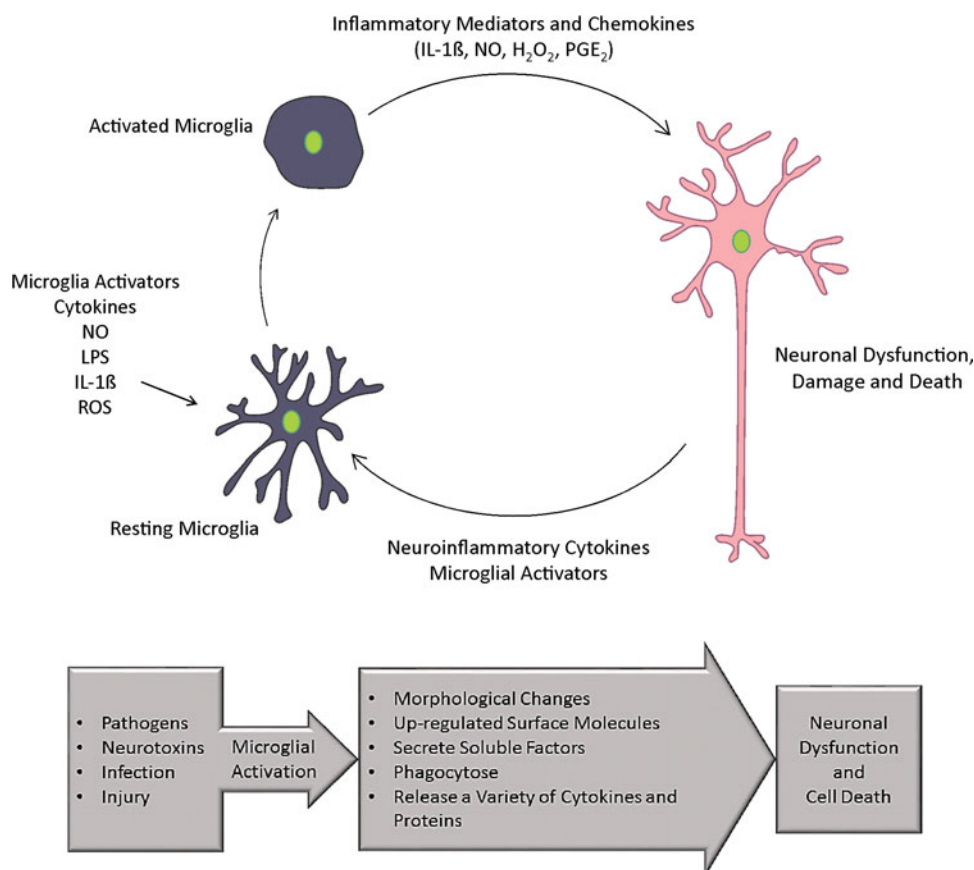 Inflammatory Mediators and Chemokines
(IL-1ß, NO, H₂O₂, PGE₂)
Activated Microglia
Microglia Activators
Cytokines
NO
LPS
IL-1ß
ROS
Neuronal Dysfunction,
Damage and Death
Resting Microglia
Neuroinflammatory Cytokines
Microglial Activators
• Pathogens
• Neurotoxins
• Infection
• Injury
Microglial
Activation
• Morphological Changes
• Up-regulated Surface Molecules
• Secrete Soluble Factors
• Phagocytose
• Release a Variety of Cytokines and
Proteins
Neuronal
Dysfunction
and
Cell Death